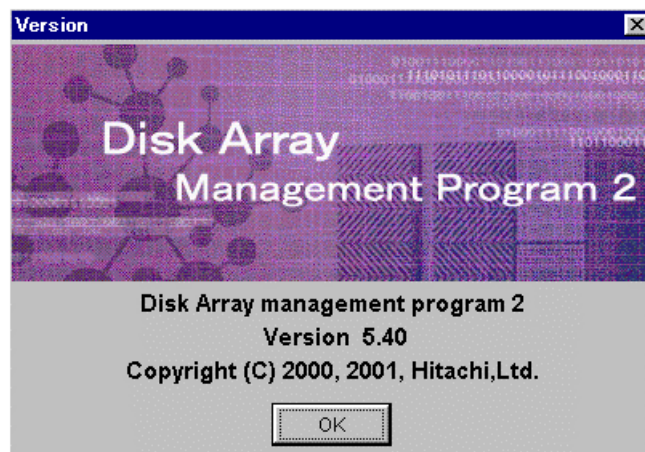 Version
Disk Array
Management Program 2
Disk Array management program 2
Version 5.40
Copyright (C) 2000, 2001, Hitachi,Ltd.
OK